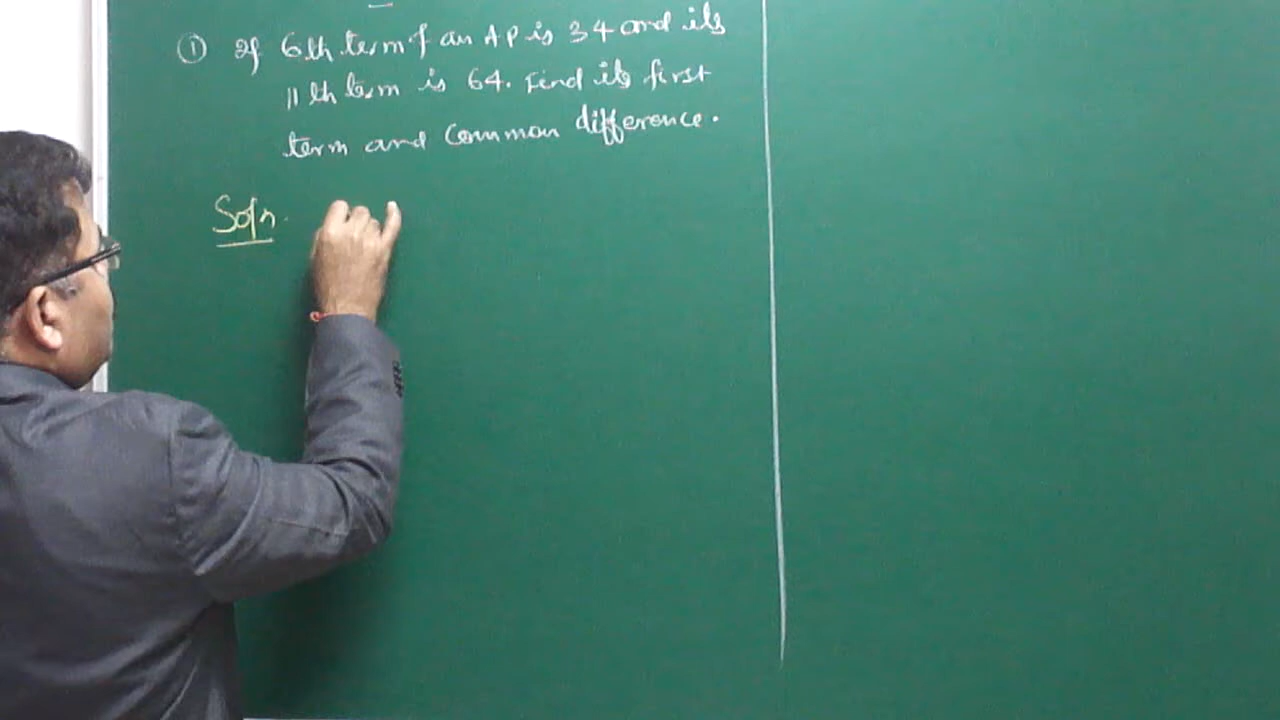 ① If 6th term of an AP is 34 and its
11th term is 64. Find its first
term and common difference.
Soln.